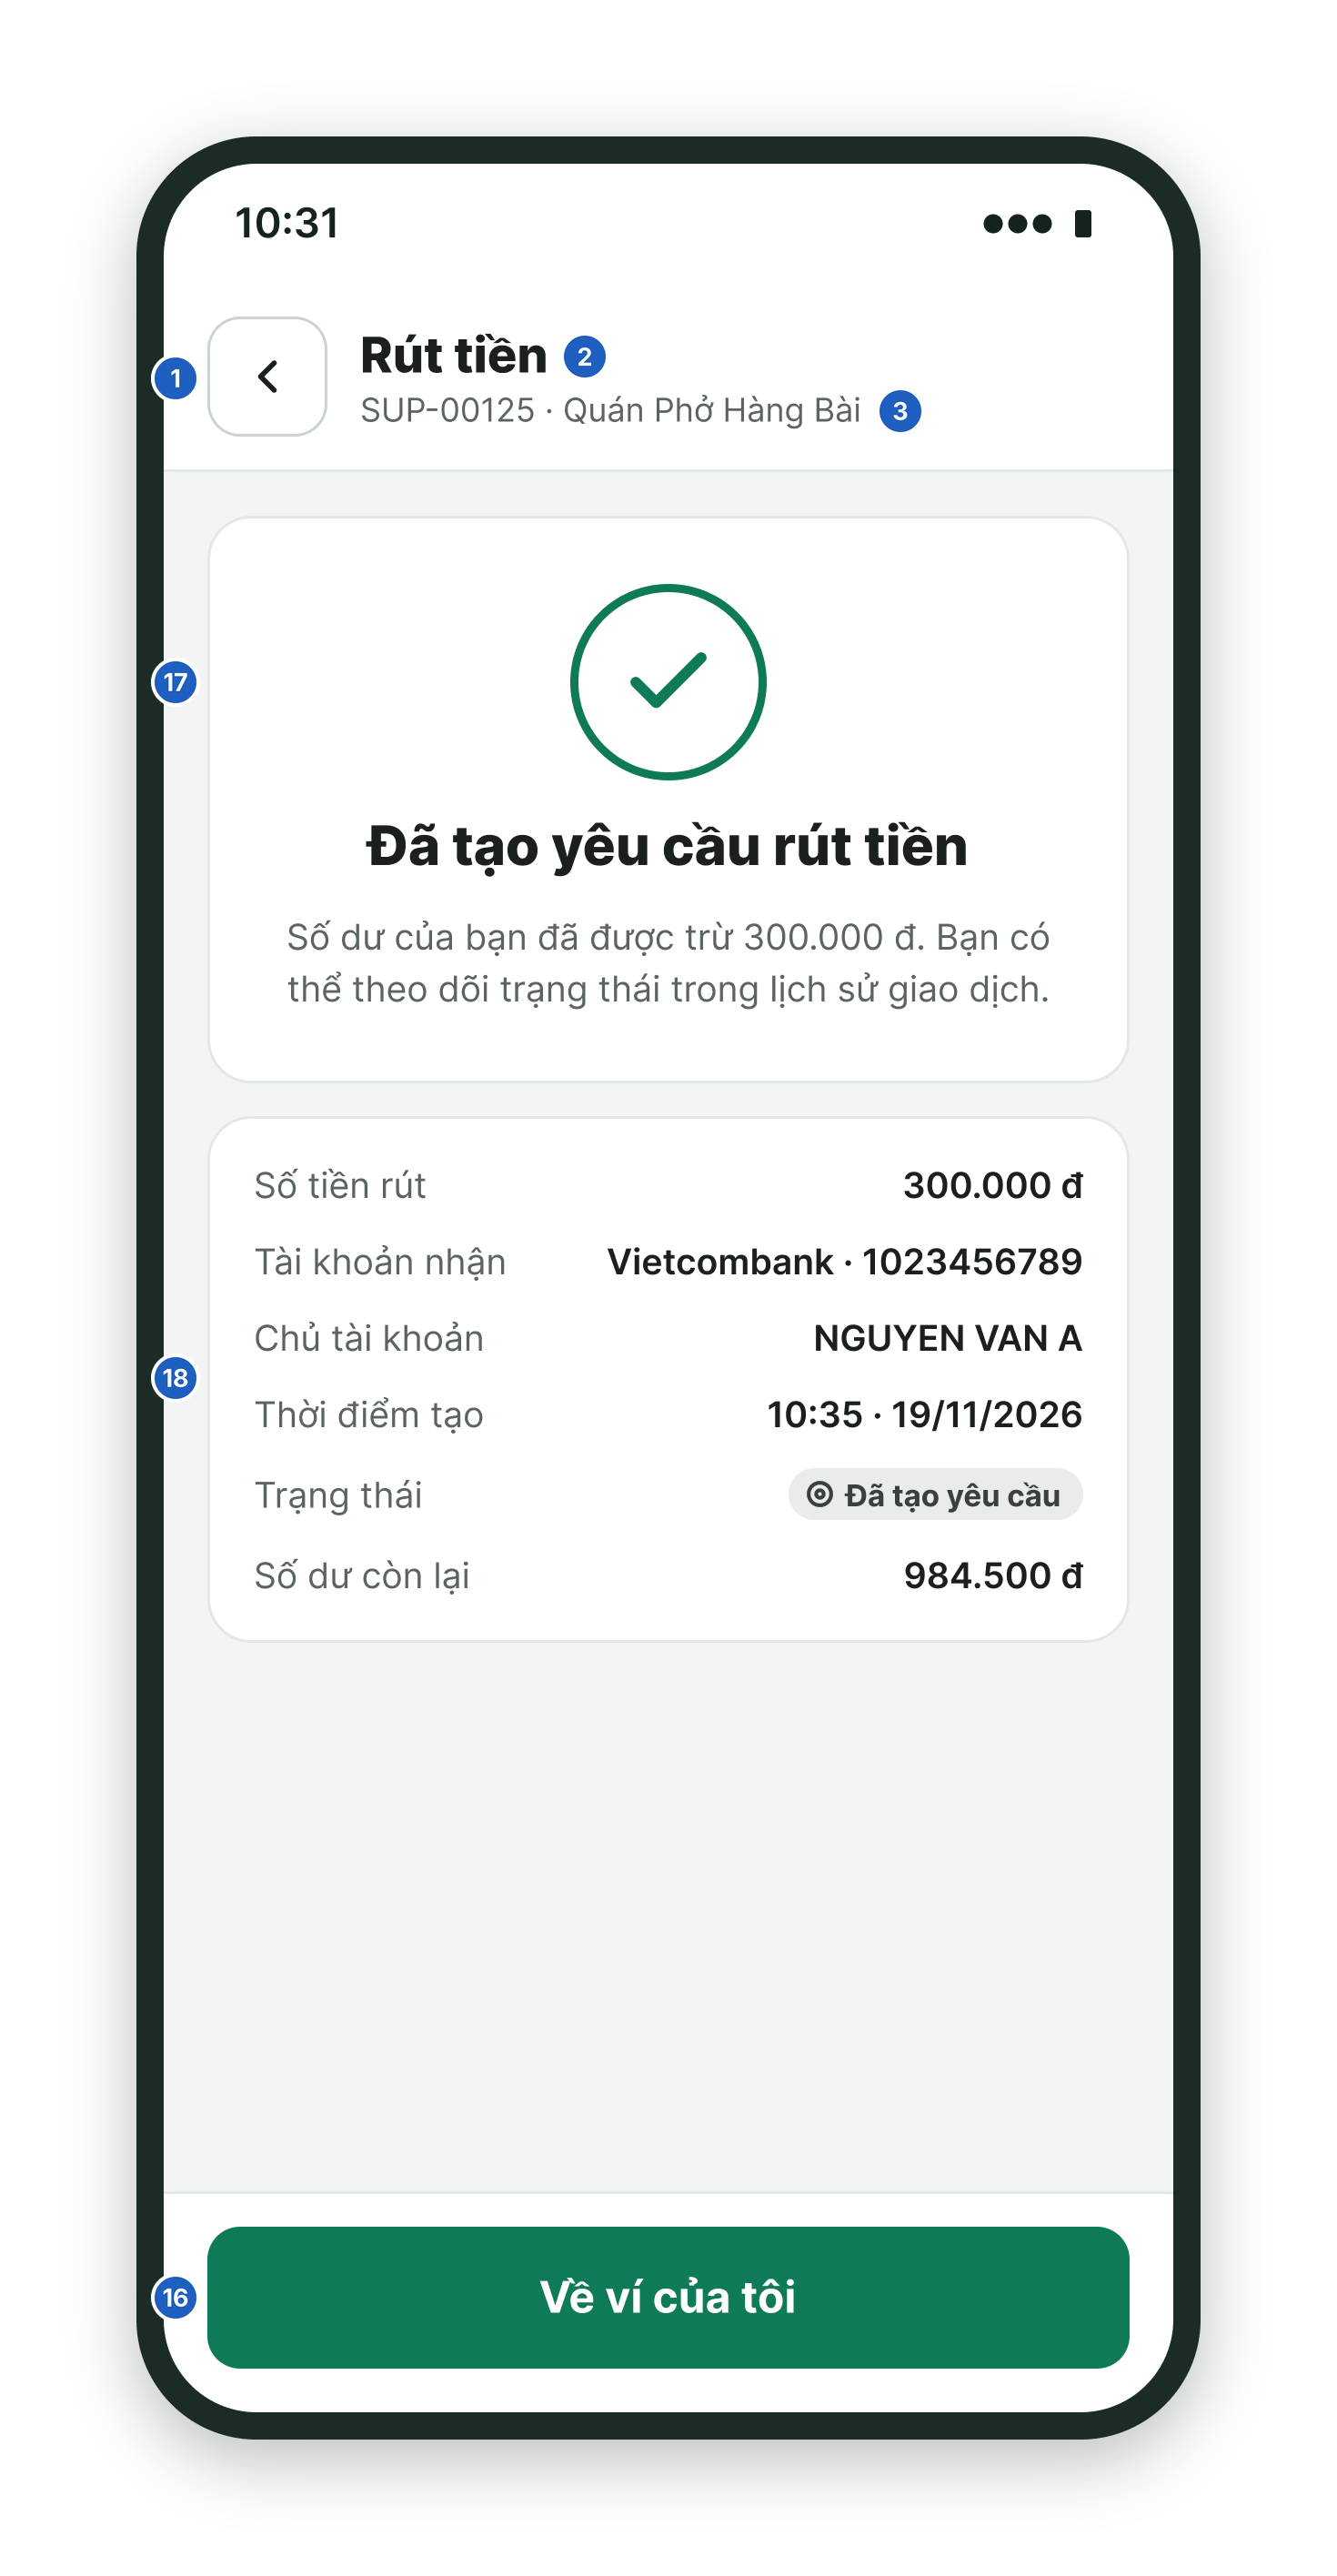 10:31
1
Rút tiền 2
SUP-00125 · Quán Phở Hàng Bài 3
17
Đã tạo yêu cầu rút tiền
Số dư của bạn đã được trừ 300.000 đ. Bạn có
thể theo dõi trạng thái trong lịch sử giao dịch.
Số tiền rút 300.000 đ
Tài khoản nhận Vietcombank · 1023456789
Chủ tài khoản NGUYEN VAN A
18
Thời điểm tạo 10:35 · 19/11/2026
Trạng thái Đã tạo yêu cầu
Số dư còn lại 984.500 đ
16
Về ví của tôi